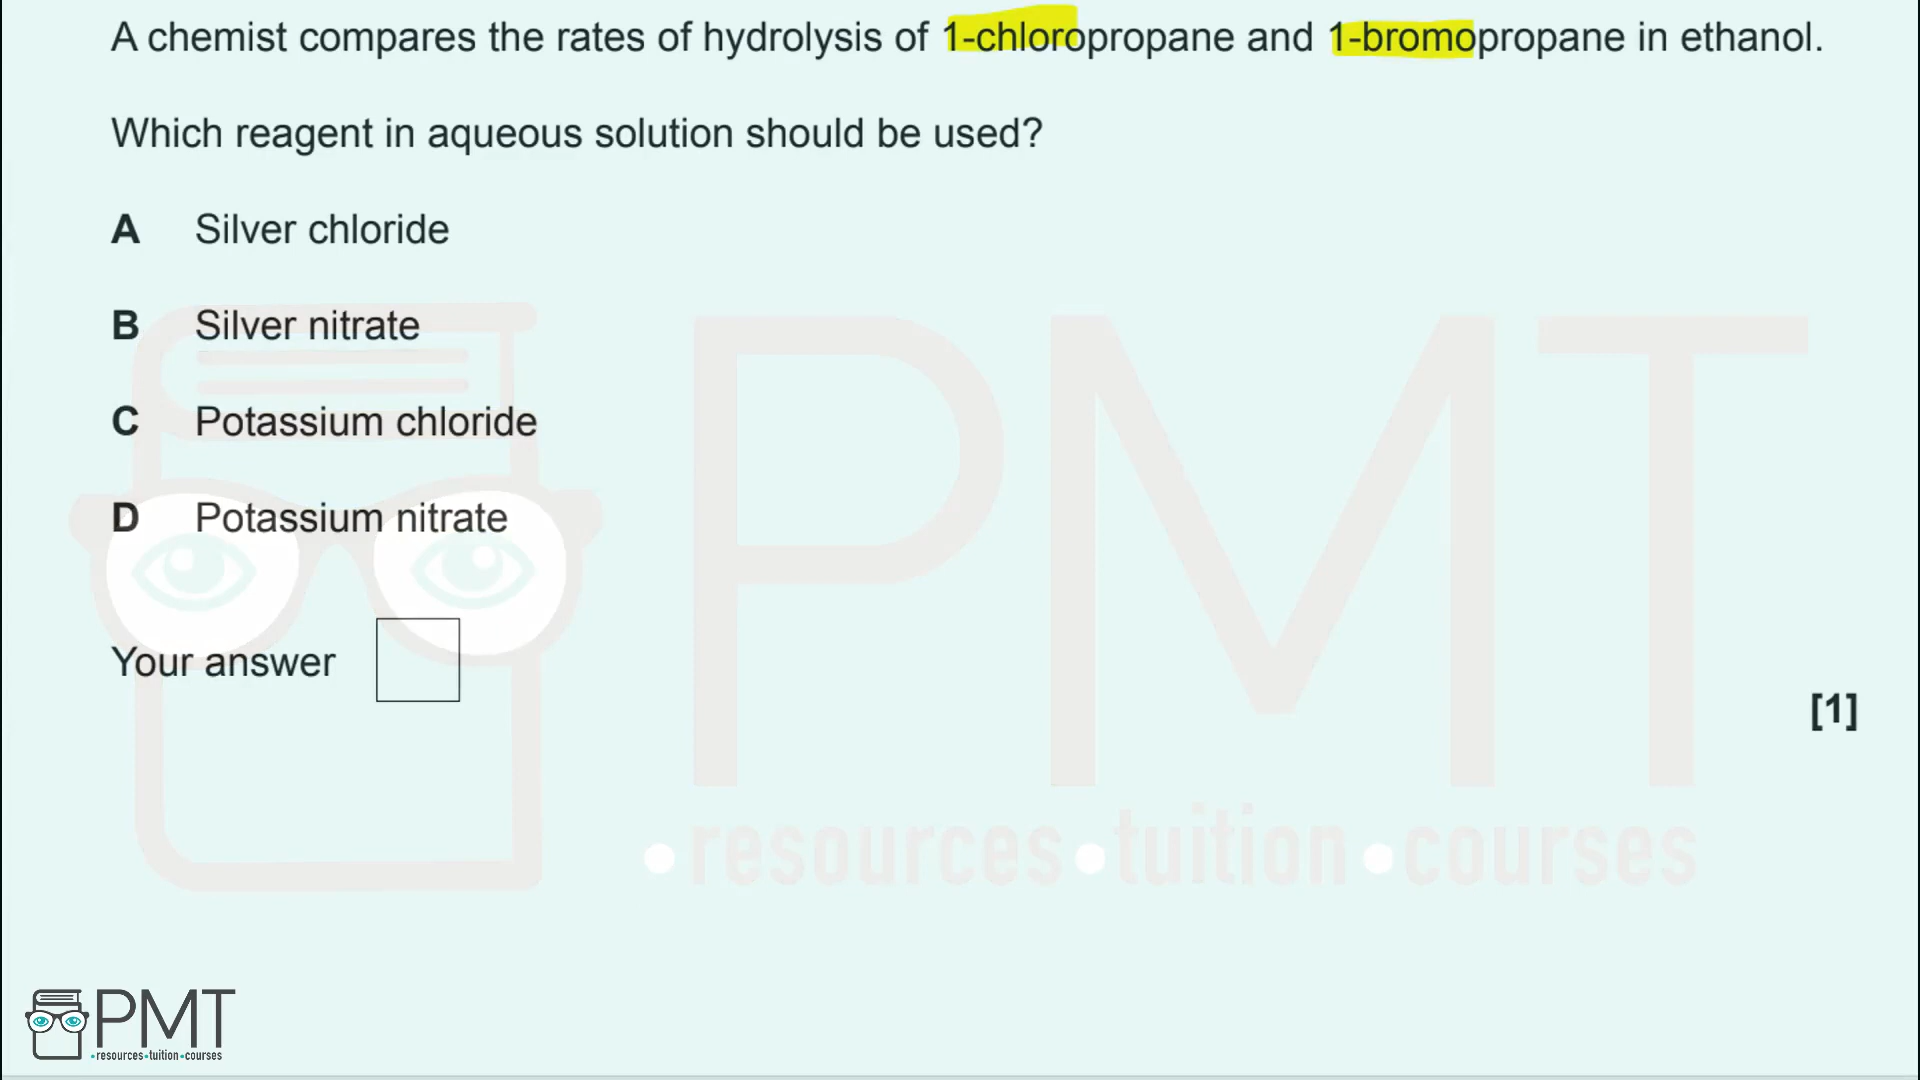 A chemist compares the rates of hydrolysis of 1-chloropropane and 1-bromopropane in ethanol.
Which reagent in aqueous solution should be used?
A Silver chloride
B Silver nitrate
C Potassium chloride
D Potassium nitrate
Your answer
[1]
PMT
•resources•tuition•courses
PMT
•resources•tuition•courses